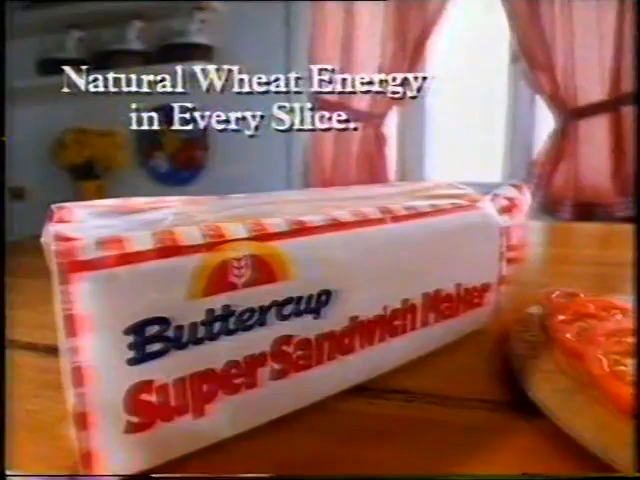 Natural Wheat Energy
in Every Slice.
Buttercup
Super Sandwich Maker